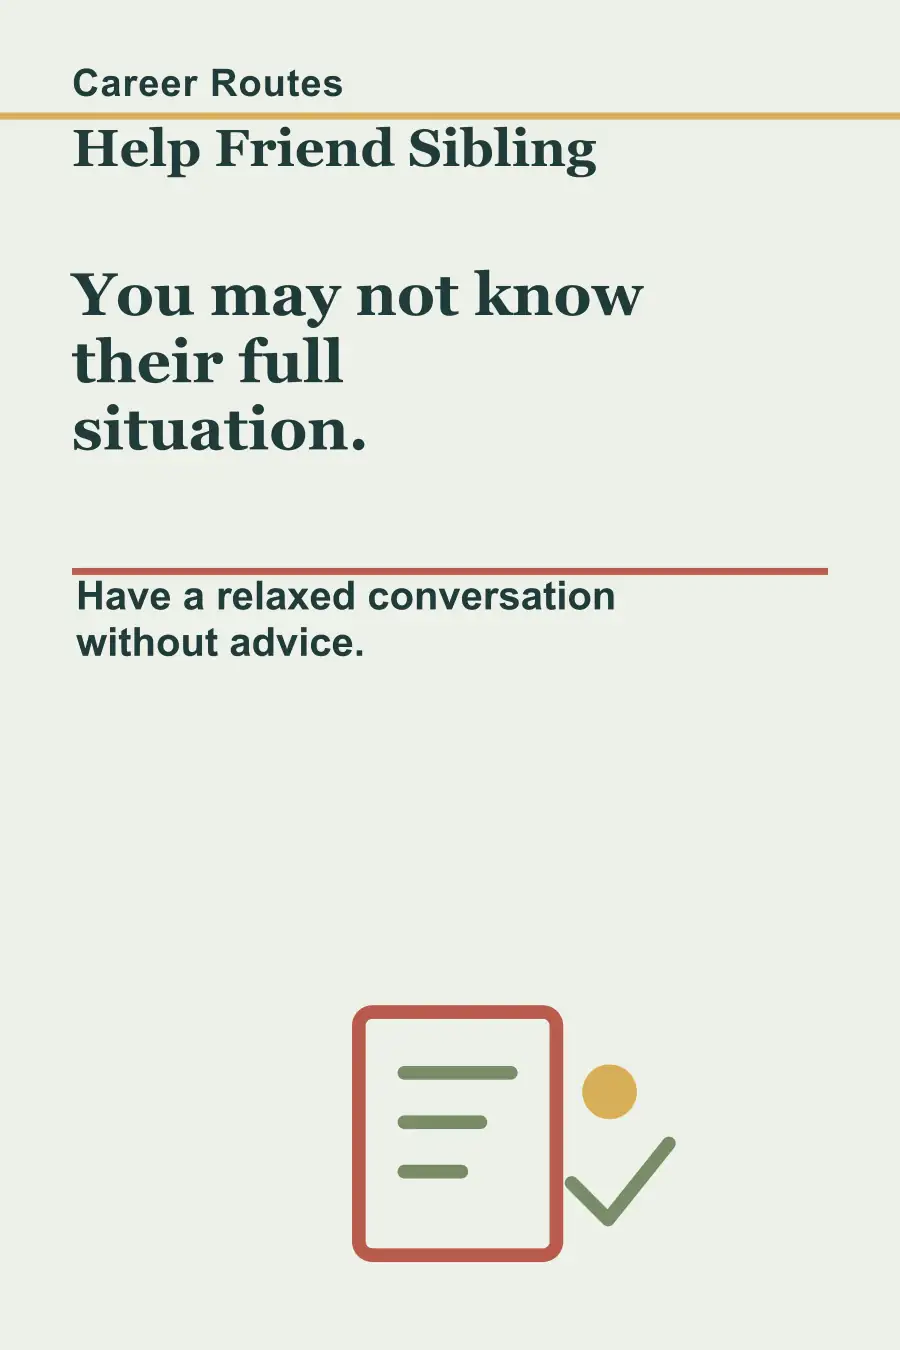 Career Routes
Help Friend Sibling
You may not know
their full
situation.
Have a relaxed conversation
without advice.